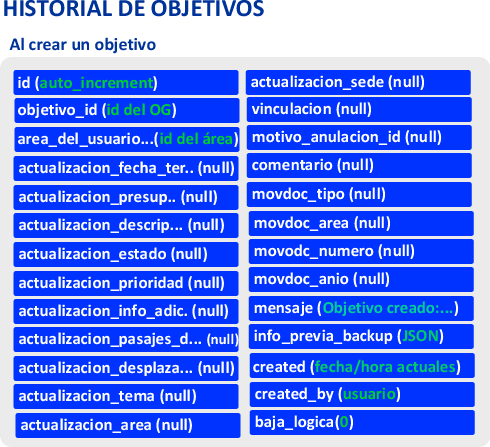 HISTORIAL DE OBJETIVOS
Al crear un objetivo
id (auto_increment)
objetivo_id (id del OG)
area_del_usuario...(id del área)
actualizacion_fecha_ter.. (null)
actualizacion_presup.. (null)
actualizacion_descrip... (null)
actualizacion_estado (null)
actualizacion_prioridad (null)
actualizacion_info_adic. (null)
actualizacion_pasajes_d... (null)
actualizacion_desplaza... (null)
actualizacion_tema (null)
actualizacion_area (null)
actualizacion_sede (null)
vinculacion (null)
motivo_anulacion_id (null)
comentario (null)
movdoc_tipo (null)
movdoc_area (null)
movodc_numero (null)
movdoc_anio (null)
mensaje (Objetivo creado:...)
info_previa_backup (JSON)
created (fecha/hora actuales)
created_by (usuario)
baja_logica(0)